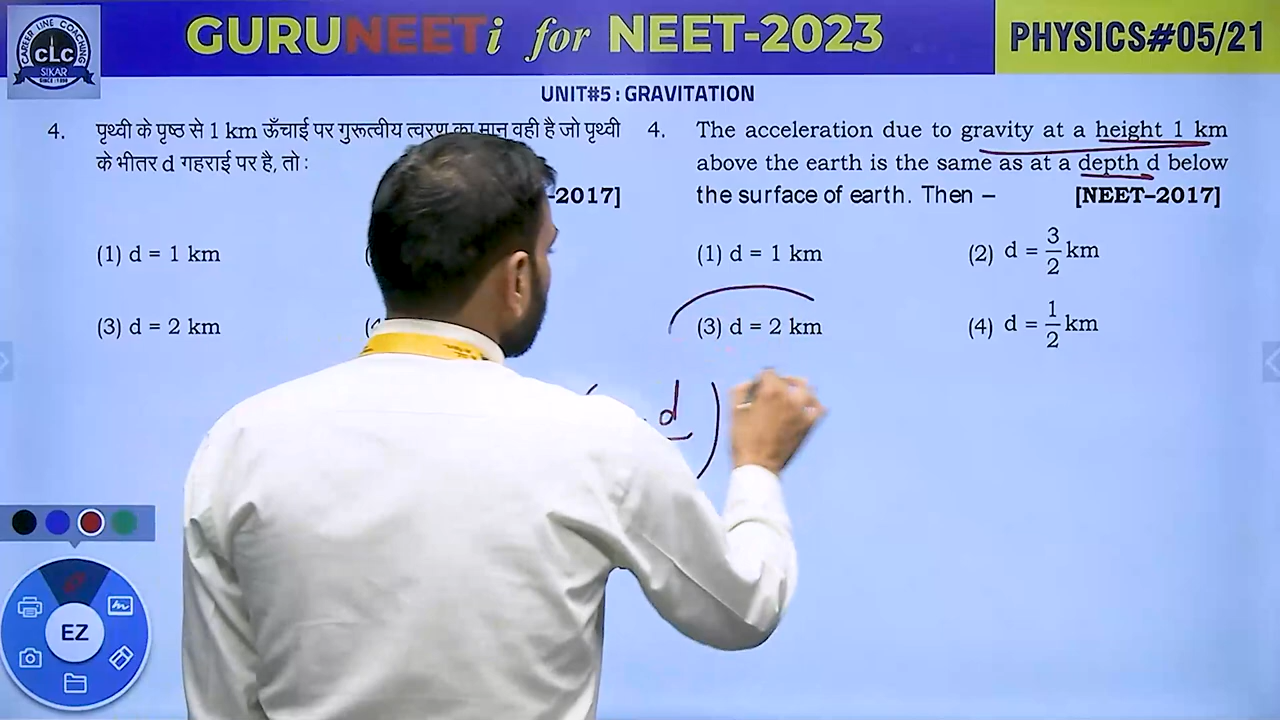 CAREER LINE COACHING
CLC
SIKAR
SINCE:1996
GURUNEETi for NEET-2023
PHYSICS#05/21
UNIT#5 : GRAVITATION
4. पृथ्वी के पृष्ठ से 1 km ऊँचाई पर गुरूत्वीय त्वरण का मान वही है जो पृथ्वी
के भीतर d गहराई पर है, तो :
-2017]
(1) d = 1 km
(3) d = 2 km
4. The acceleration due to gravity at a height 1 km
above the earth is the same as at a depth d below
the surface of earth. Then –
[NEET–2017]
(1) d = 1 km
(2) d = 3/2 km
(3) d = 2 km
(4) d = 1/2 km
d
EZ